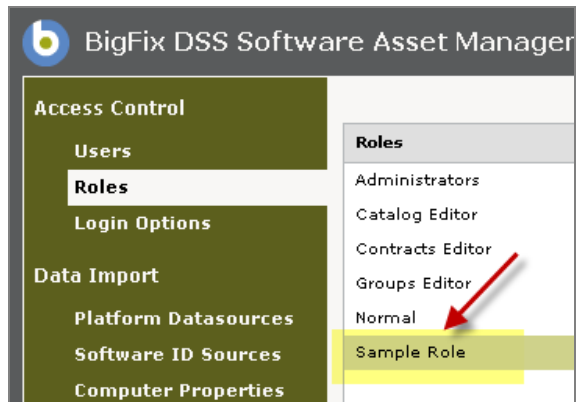 BigFix DSS Software Asset Manager
Access Control
Users
Roles
Login Options
Data Import
Platform Datasources
Software ID Sources
Computer Properties
Roles
Administrators
Catalog Editor
Contracts Editor
Groups Editor
Normal
Sample Role